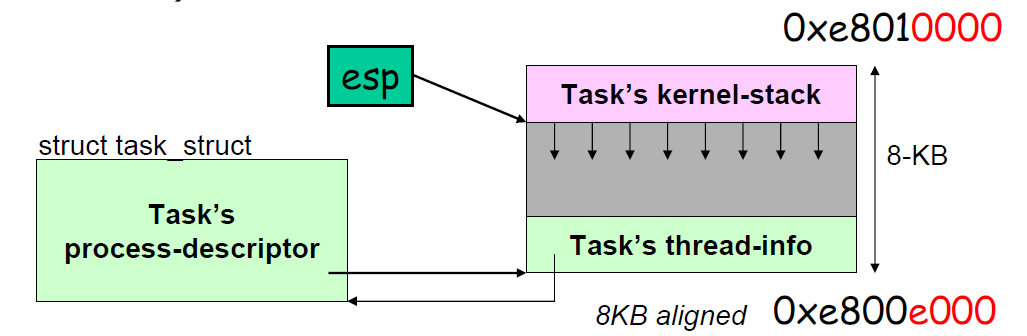 0xe8010000
esp
Task's kernel-stack
struct task_struct
8-KB
Task's
process-descriptor
Task's thread-info
8KB aligned 0xe800e000